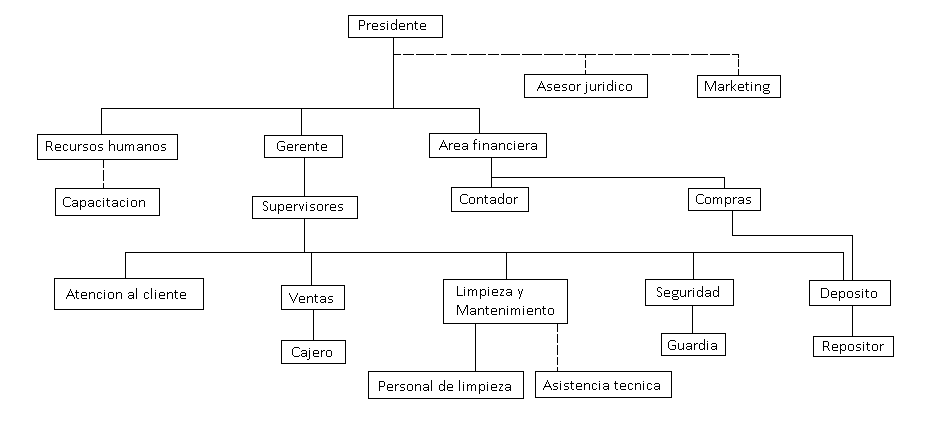 Presidente
Asesor juridico
Marketing
Recursos humanos
Gerente
Area financiera
Capacitacion
Supervisores
Contador
Compras
Atencion al cliente
Ventas
Limpieza y
Mantenimiento
Seguridad
Deposito
Cajero
Guardia
Repositor
Personal de limpieza
Asistencia tecnica